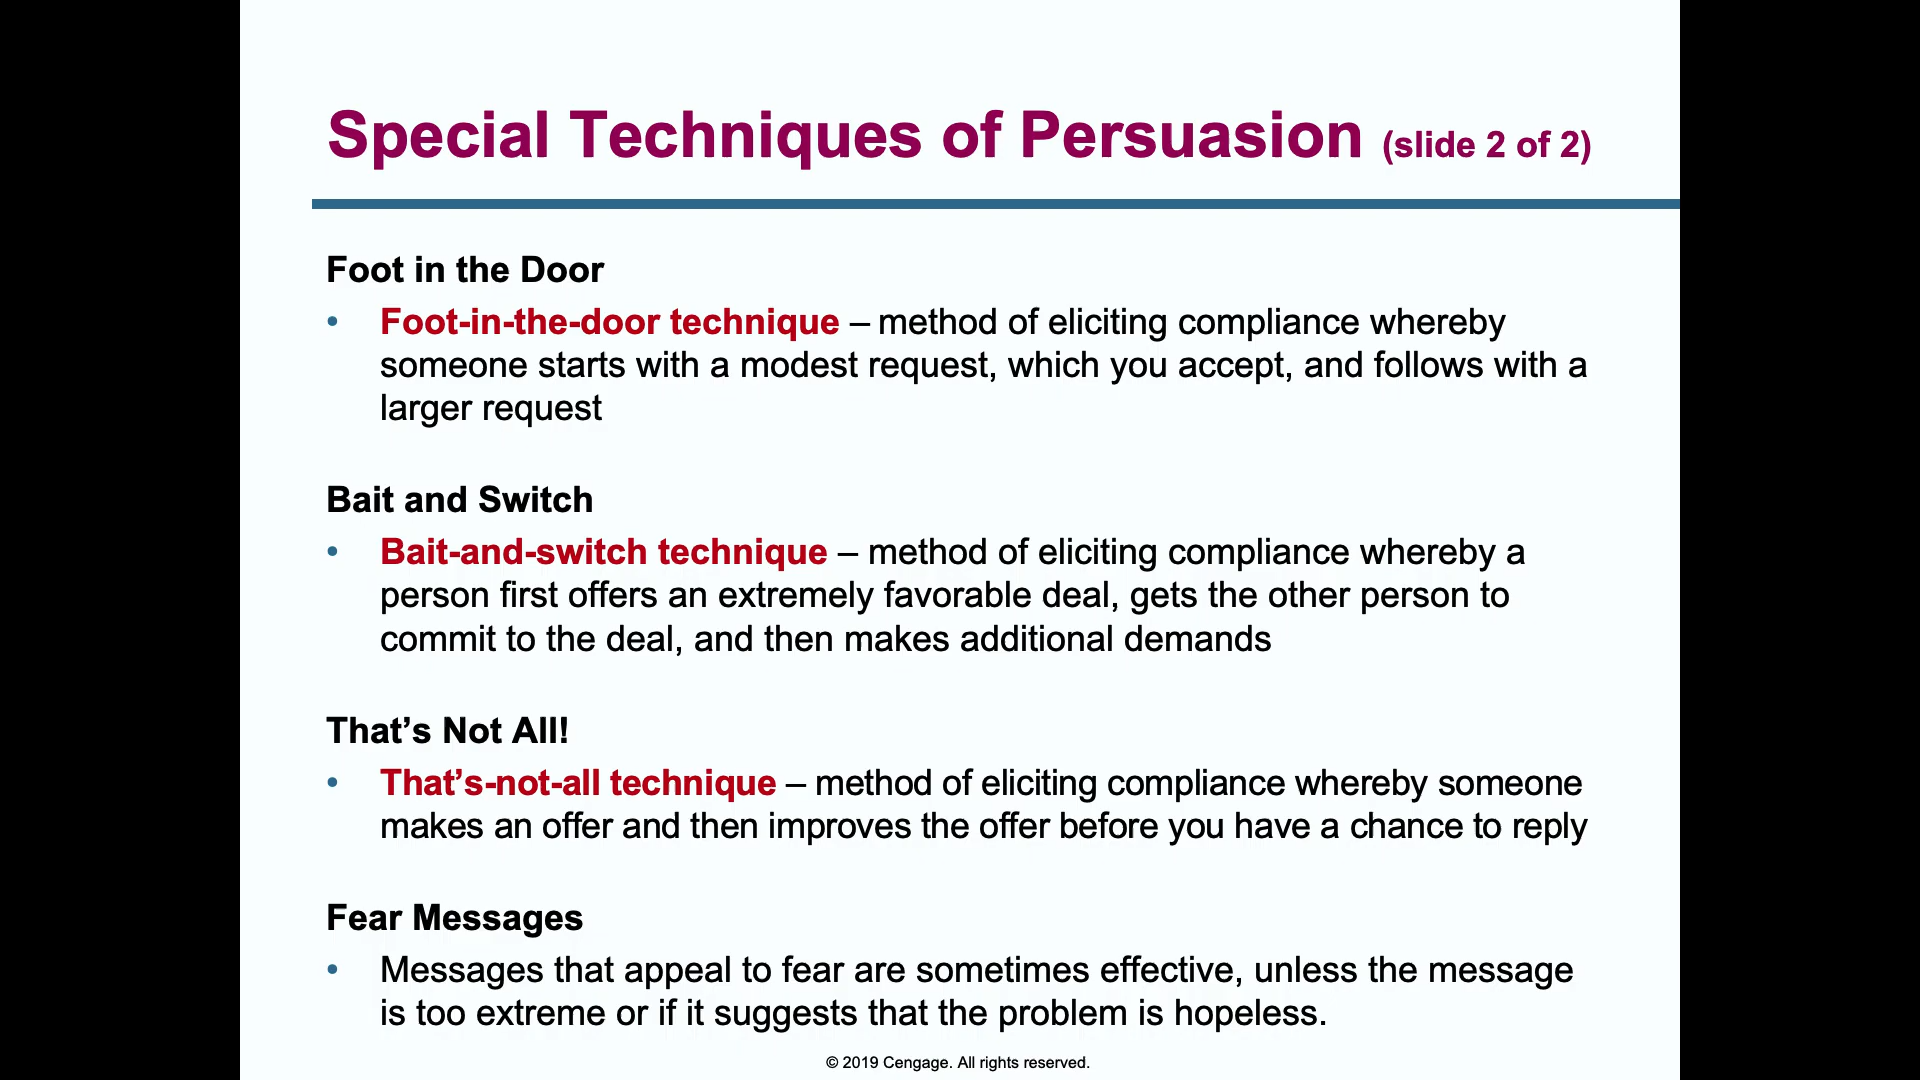 Special Techniques of Persuasion (slide 2 of 2)
Foot in the Door
• Foot-in-the-door technique – method of eliciting compliance whereby
someone starts with a modest request, which you accept, and follows with a
larger request
Bait and Switch
• Bait-and-switch technique – method of eliciting compliance whereby a
person first offers an extremely favorable deal, gets the other person to
commit to the deal, and then makes additional demands
That’s Not All!
• That’s-not-all technique – method of eliciting compliance whereby someone
makes an offer and then improves the offer before you have a chance to reply
Fear Messages
• Messages that appeal to fear are sometimes effective, unless the message
is too extreme or if it suggests that the problem is hopeless.
© 2019 Cengage. All rights reserved.